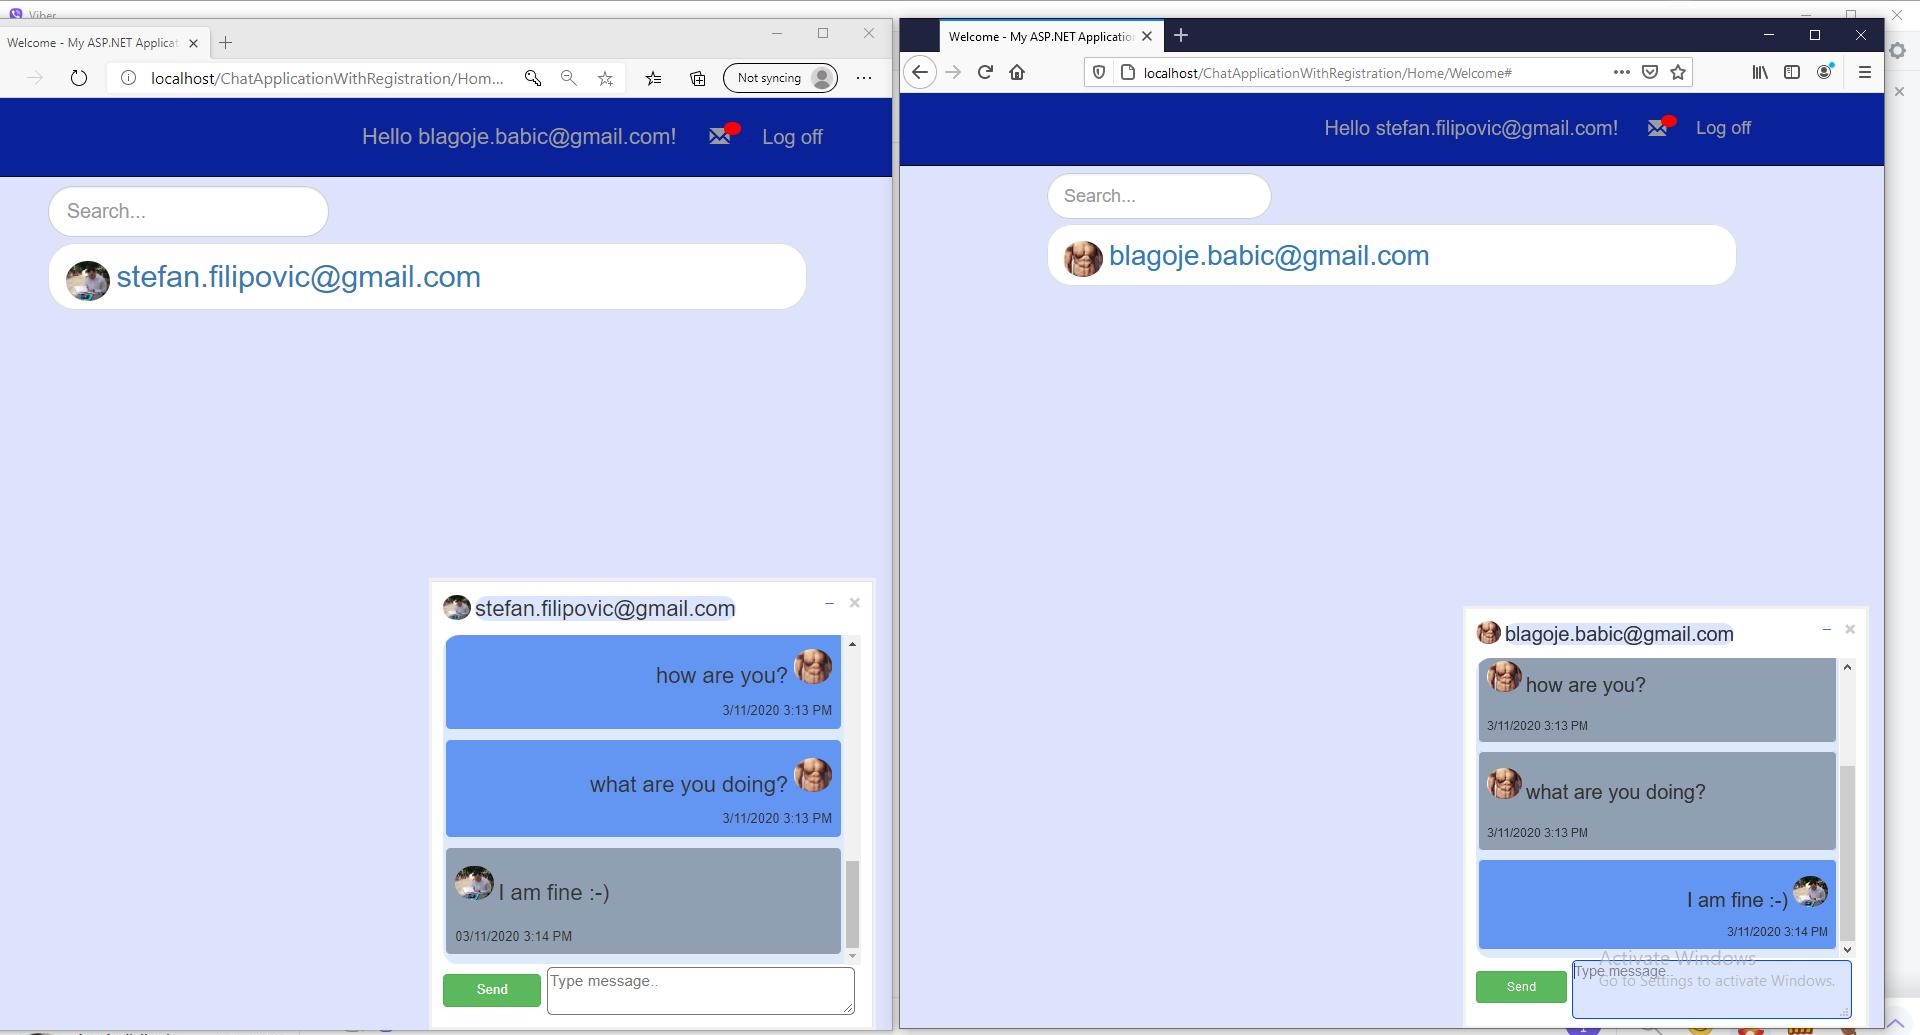 Viber
Welcome - My ASP.NET Applicat
localhost/ChatApplicationWithRegistration/Hom...
Not syncing
Hello blagoje.babic@gmail.com!
Log off
Search...
stefan.filipovic@gmail.com
stefan.filipovic@gmail.com
how are you?
3/11/2020 3:13 PM
what are you doing?
3/11/2020 3:13 PM
I am fine :-)
03/11/2020 3:14 PM
Send
Type message..
Welcome - My ASP.NET Application
localhost/ChatApplicationWithRegistration/Home/Welcome#
Hello stefan.filipovic@gmail.com!
Log off
Search...
blagoje.babic@gmail.com
blagoje.babic@gmail.com
how are you?
3/11/2020 3:13 PM
what are you doing?
3/11/2020 3:13 PM
I am fine :-)
3/11/2020 3:14 PM
Send
Type message..
Activate Windows
Go to Settings to activate Windows.